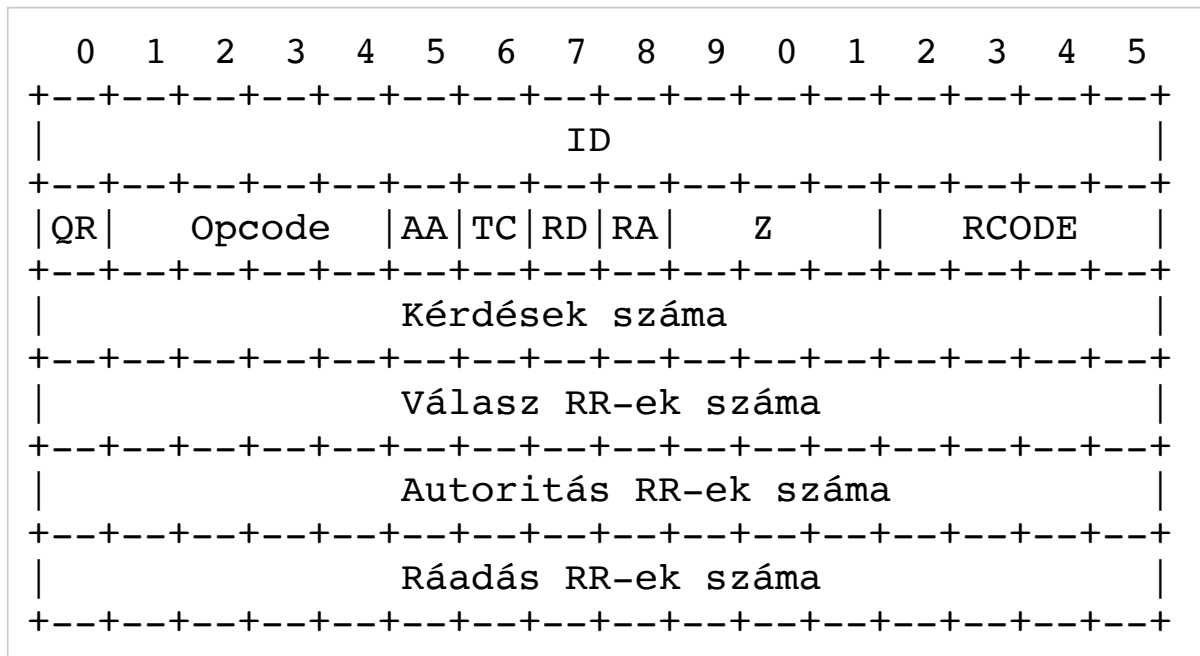 0 1 2 3 4 5 6 7 8 9 0 1 2 3 4 5
+--+--+--+--+--+--+--+--+--+--+--+--+--+--+--+--+
| ID |
+--+--+--+--+--+--+--+--+--+--+--+--+--+--+--+--+
|QR| Opcode |AA|TC|RD|RA| Z | RCODE |
+--+--+--+--+--+--+--+--+--+--+--+--+--+--+--+--+
| Kérdések száma |
+--+--+--+--+--+--+--+--+--+--+--+--+--+--+--+--+
| Válasz RR-ek száma |
+--+--+--+--+--+--+--+--+--+--+--+--+--+--+--+--+
| Autoritás RR-ek száma |
+--+--+--+--+--+--+--+--+--+--+--+--+--+--+--+--+
| Ráadás RR-ek száma |
+--+--+--+--+--+--+--+--+--+--+--+--+--+--+--+--+